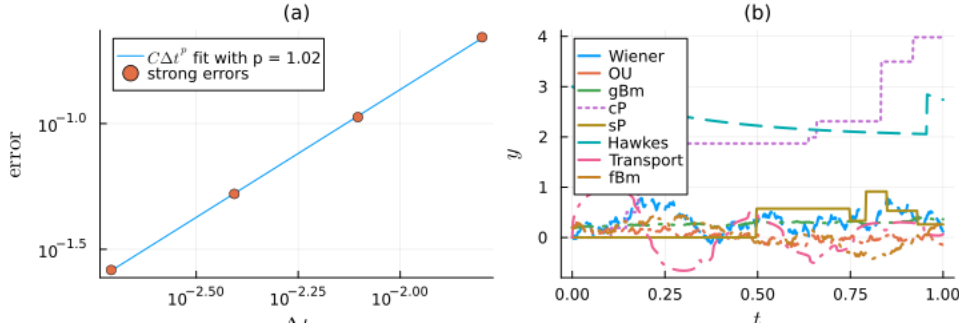 (a)
CΔt^p fit with p = 1.02
strong errors
error
10^-1.0
10^-1.5
10^-2.50
10^-2.25
10^-2.00
(b)
Wiener
OU
gBm
cP
sP
Hawkes
Transport
fBm
y
4
3
2
1
0
0.00
0.25
0.50
0.75
1.00
t